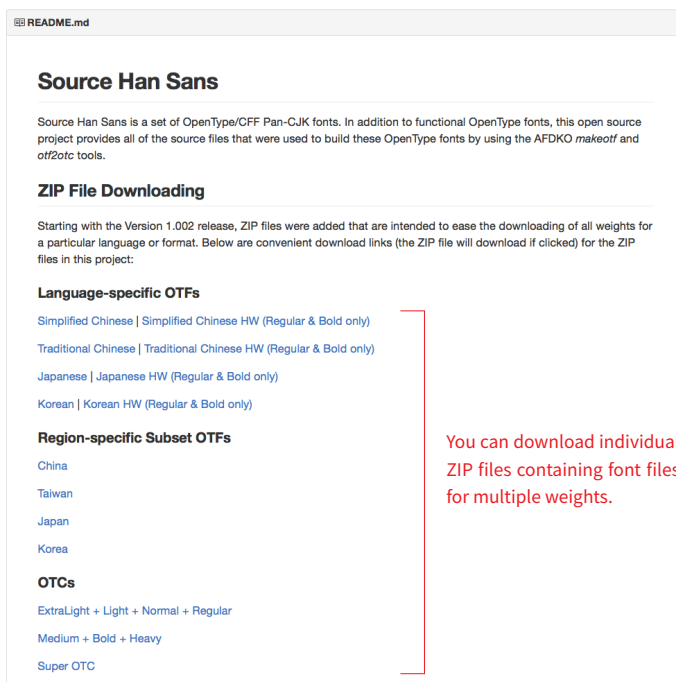 README.md
Source Han Sans
Source Han Sans is a set of OpenType/CFF Pan-CJK fonts. In addition to functional OpenType fonts, this open source
project provides all of the source files that were used to build these OpenType fonts by using the AFDKO makeotf and
otf2otc tools.
ZIP File Downloading
Starting with the Version 1.002 release, ZIP files were added that are intended to ease the downloading of all weights for
a particular language or format. Below are convenient download links (the ZIP file will download if clicked) for the ZIP
files in this project:
Language-specific OTFs
Simplified Chinese | Simplified Chinese HW (Regular & Bold only)
Traditional Chinese | Traditional Chinese HW (Regular & Bold only)
Japanese | Japanese HW (Regular & Bold only)
Korean | Korean HW (Regular & Bold only)
Region-specific Subset OTFs
China
Taiwan
Japan
Korea
OTCs
ExtraLight + Light + Normal + Regular
Medium + Bold + Heavy
Super OTC
You can download individua
ZIP files containing font files
for multiple weights.